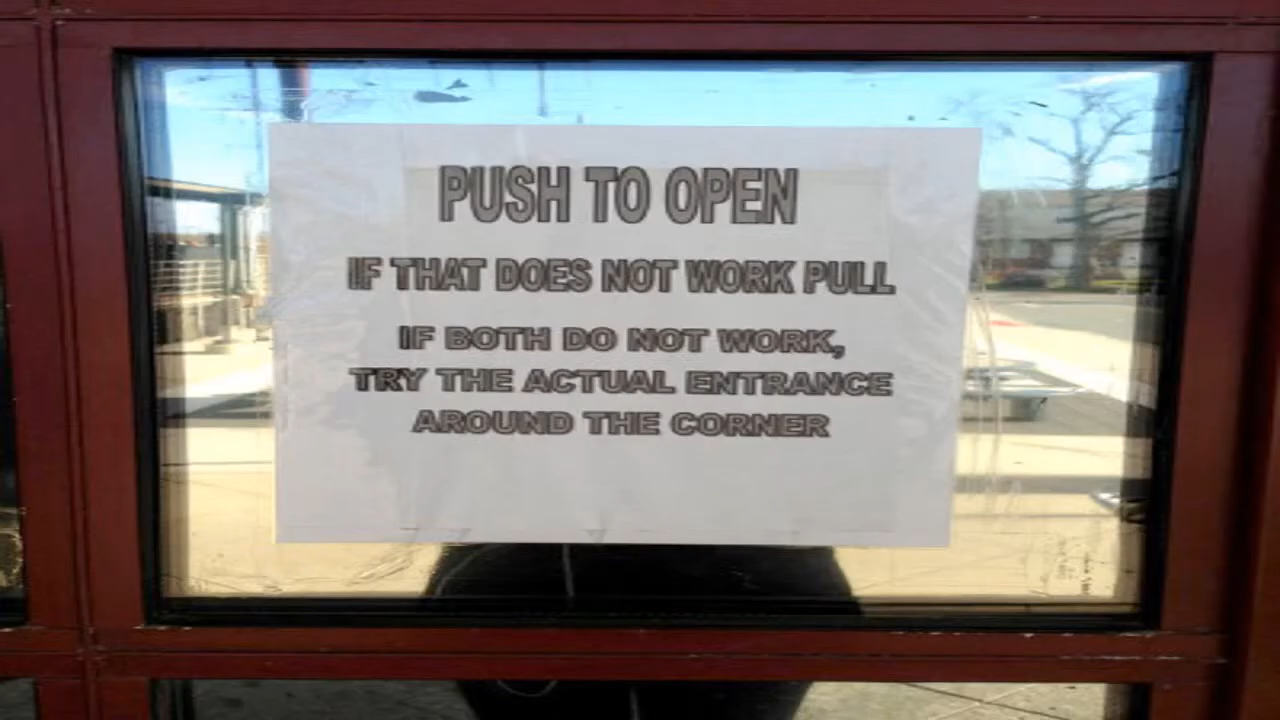 PUSH TO OPEN
IF THAT DOES NOT WORK PULL
IF BOTH DO NOT WORK,
TRY THE ACTUAL ENTRANCE
AROUND THE CORNER